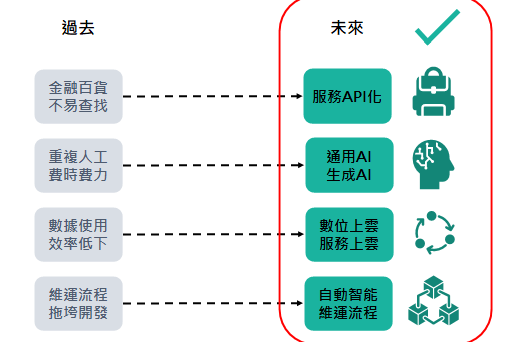 過去
未來
金融百貨
不易查找
服務API化
重複人工
費時費力
通用AI
生成AI
數據使用
效率低下
數位上雲
服務上雲
維運流程
拖垮開發
自動智能
維運流程